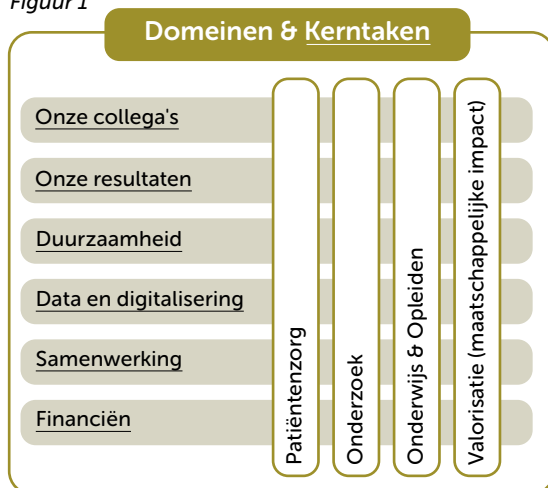 Figuur 1
Domeinen & Kerntaken
Onze collega's
Onze resultaten
Duurzaamheid
Data en digitalisering
Samenwerking
Financiën
Patiëntenzorg
Onderzoek
Onderwijs & Opleiden
Valorisatie (maatschappelijke impact)